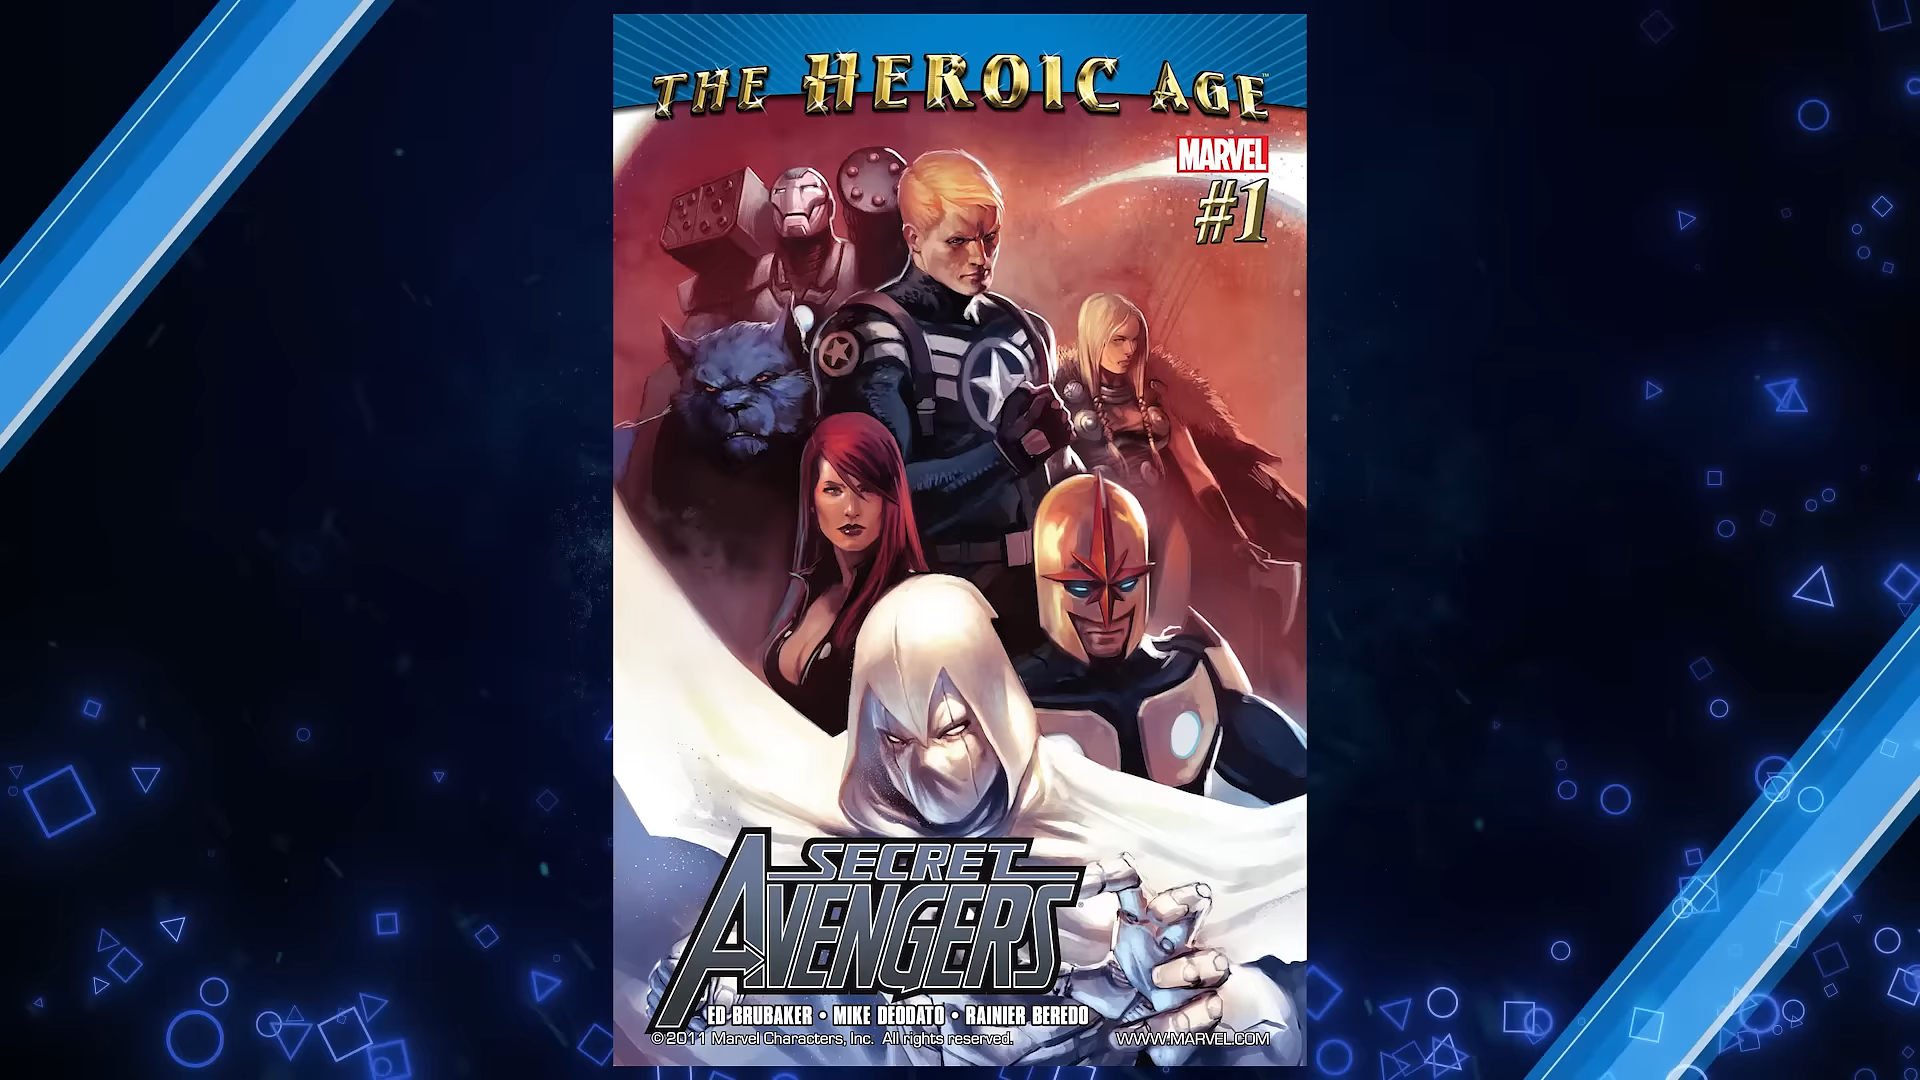 THE HEROIC AGE™
MARVEL
#1
SECRET
AVENGERS®
ED BRUBAKER • MIKE DEODATO • RAINIER BEREDO
© 2011 Marvel Characters, Inc. All rights reserved.
WWW.MARVEL.COM